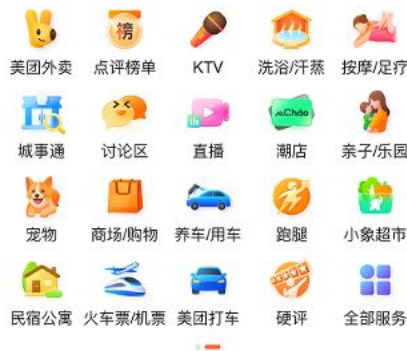 榜
美团外卖 点评榜单 KTV 洗浴/汗蒸 按摩/足疗
Chao
城事通 讨论区 直播 潮店 亲子/乐园
宠物 商场/购物 养车/用车 跑腿 小象超市
民宿公寓 火车票/机票 美团打车 硬评 全部服务